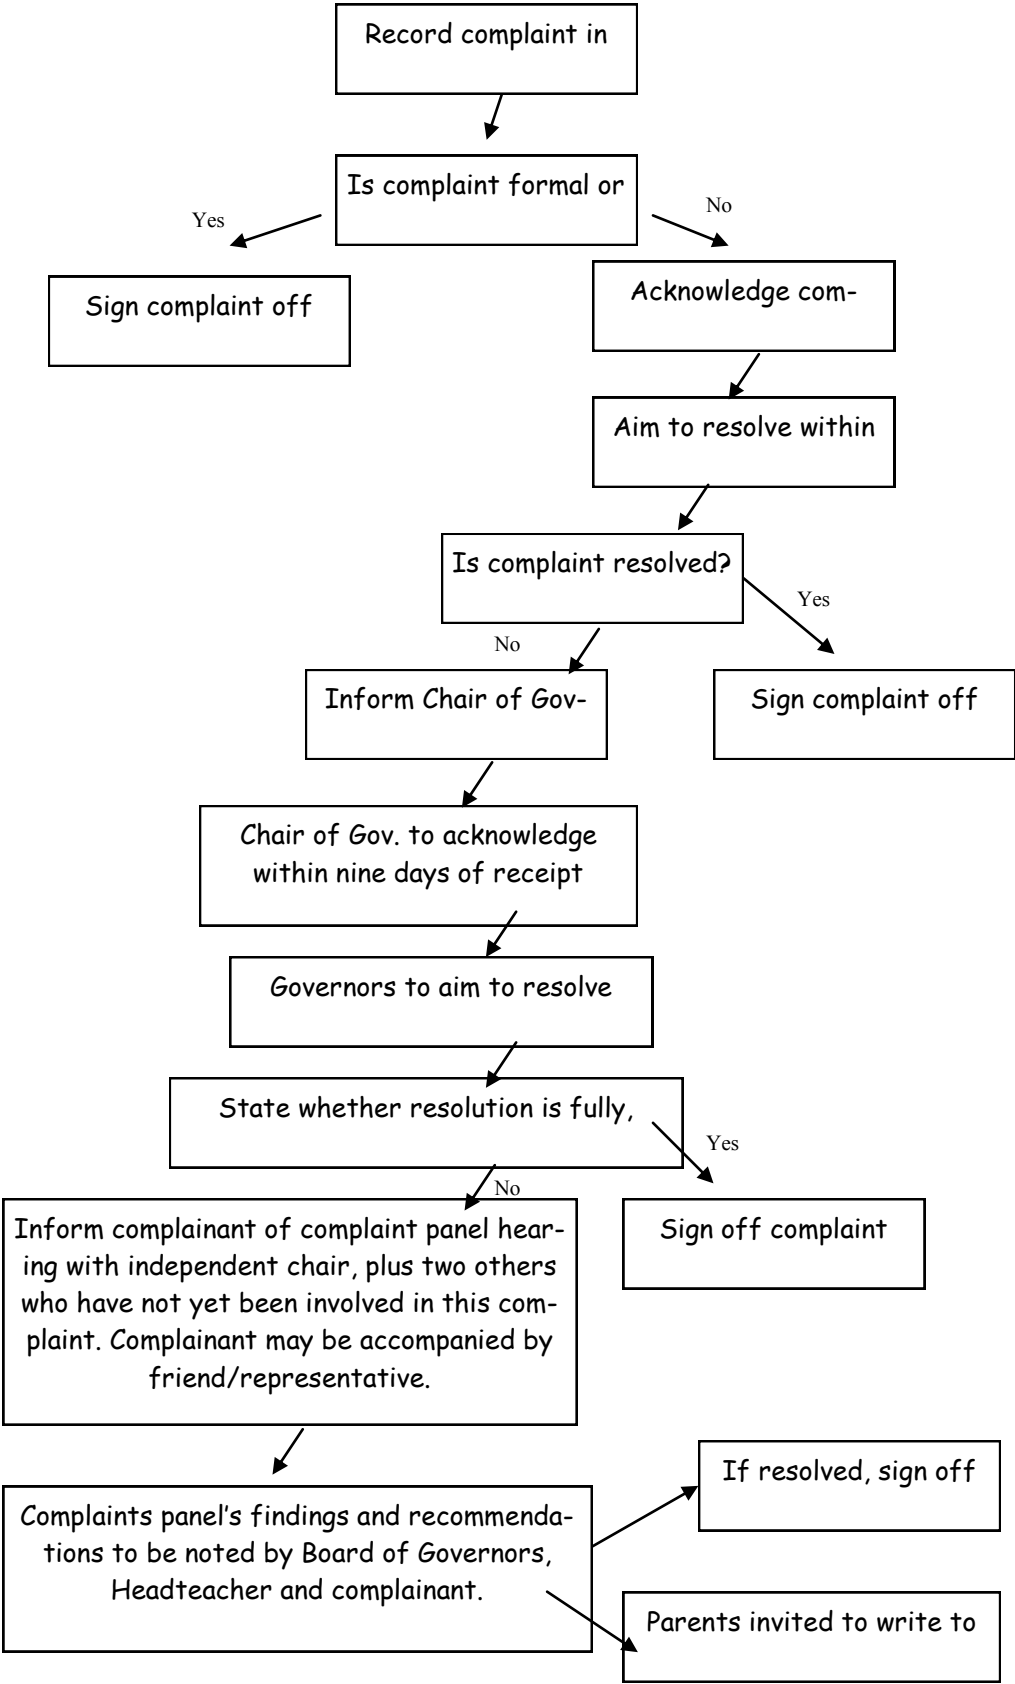 Record complaint in
Is complaint formal or
Yes
No
Sign complaint off
Acknowledge com-
Aim to resolve within
Is complaint resolved?
Yes
No
Inform Chair of Gov-
Sign complaint off
Chair of Gov. to acknowledge
within nine days of receipt
Governors to aim to resolve
State whether resolution is fully,
Yes
No
Inform complainant of complaint panel hear-
ing with independent chair, plus two others
who have not yet been involved in this com-
plaint. Complainant may be accompanied by
friend/representative.
Sign off complaint
If resolved, sign off
Complaints panel's findings and recommenda-
tions to be noted by Board of Governors,
Headteacher and complainant.
Parents invited to write to